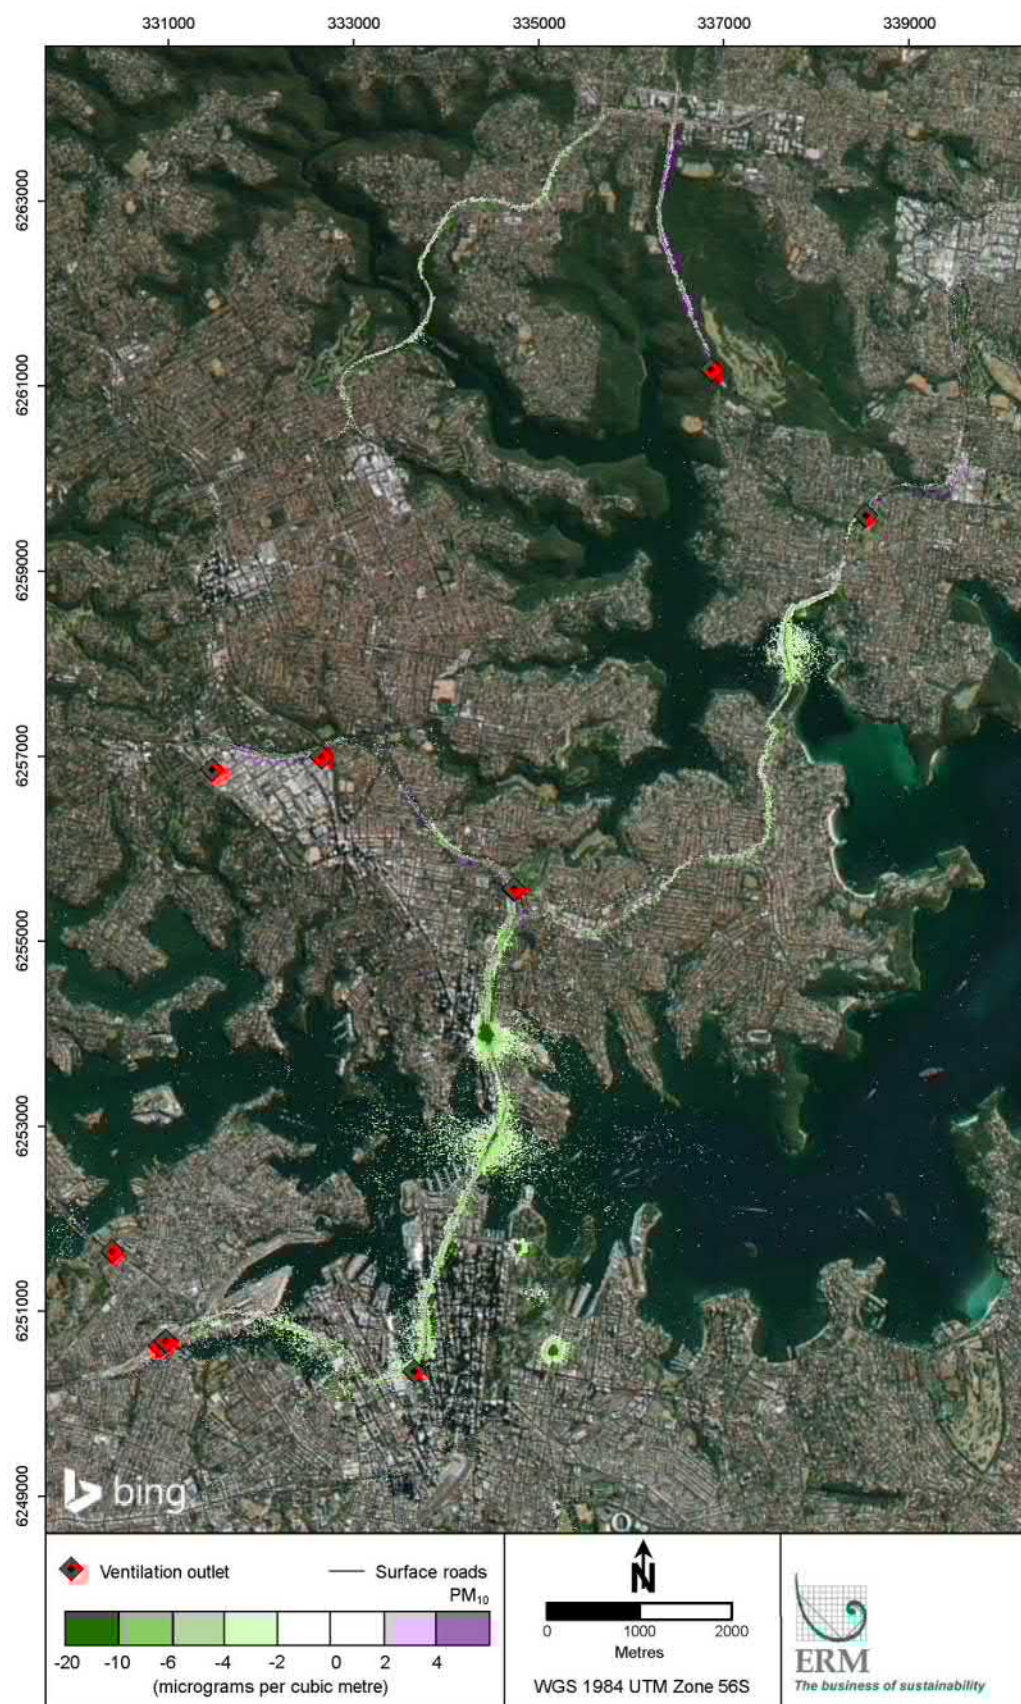 331000 333000 335000 337000 339000
6263000
6261000
6259000
6257000
6255000
6253000
6251000
6249000
bing
Ventilation outlet
Surface roads
PM10
-20 -10 -6 -4 -2 0 2 4
(micrograms per cubic metre)
N
0 1000 2000
Metres
WGS 1984 UTM Zone 56S
ERM
The business of sustainability